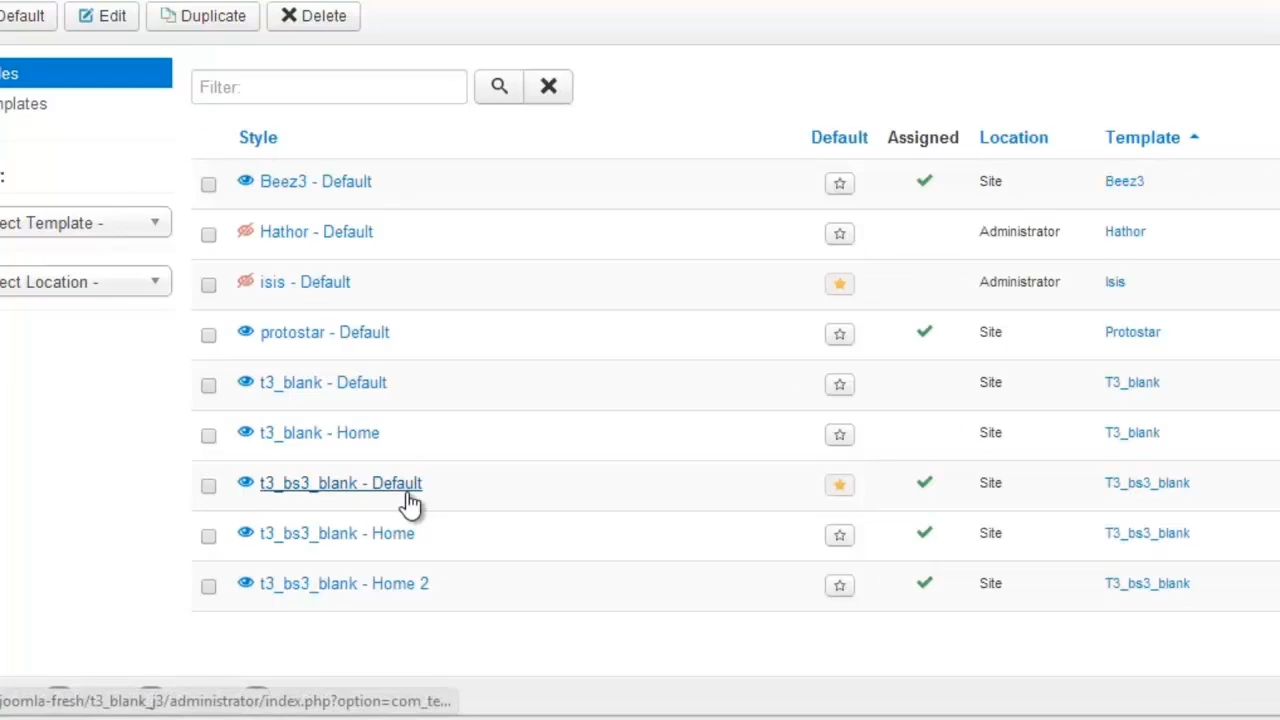 Default Edit Duplicate Delete
les
nplates
Filter:
Style Default Assigned Location Template
:
Beez3 - Default Site Beez3
ect Template -
Hathor - Default Administrator Hathor
ect Location -
isis - Default Administrator Isis
protostar - Default Site Protostar
t3_blank - Default Site T3_blank
t3_blank - Home Site T3_blank
t3_bs3_blank - Default Site T3_bs3_blank
t3_bs3_blank - Home Site T3_bs3_blank
t3_bs3_blank - Home 2 Site T3_bs3_blank
joomla-fresh/t3_blank_j3/administrator/index.php?option=com_te...